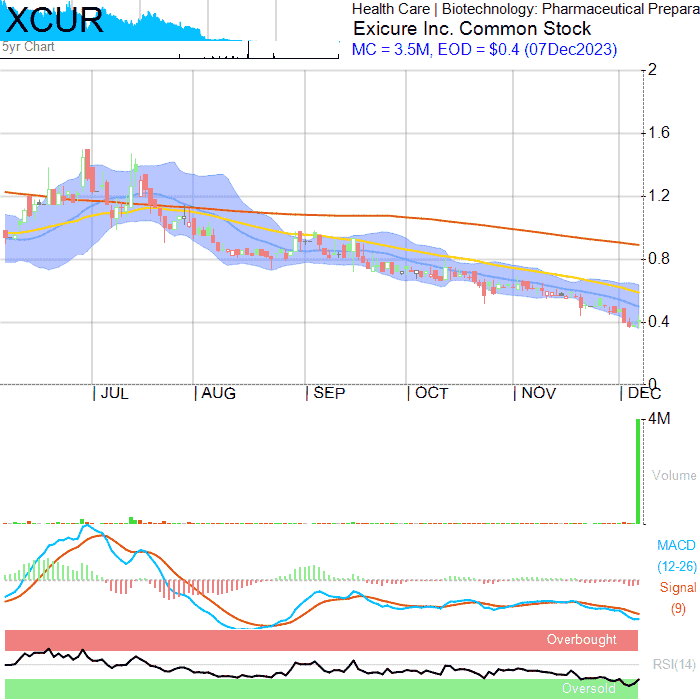 XCUR
Health Care | Biotechnology: Pharmaceutical Prepara
Exicure Inc. Common Stock
5yr Chart
MC = 3.5M, EOD = $0.4 (07Dec2023)
2
1.6
1.2
0.8
0.4
0
JUL
AUG
SEP
OCT
NOV
DEC
4M
Volume
MACD
(12-26)
Signal
(9)
Overbought
RSI(14)
Oversold